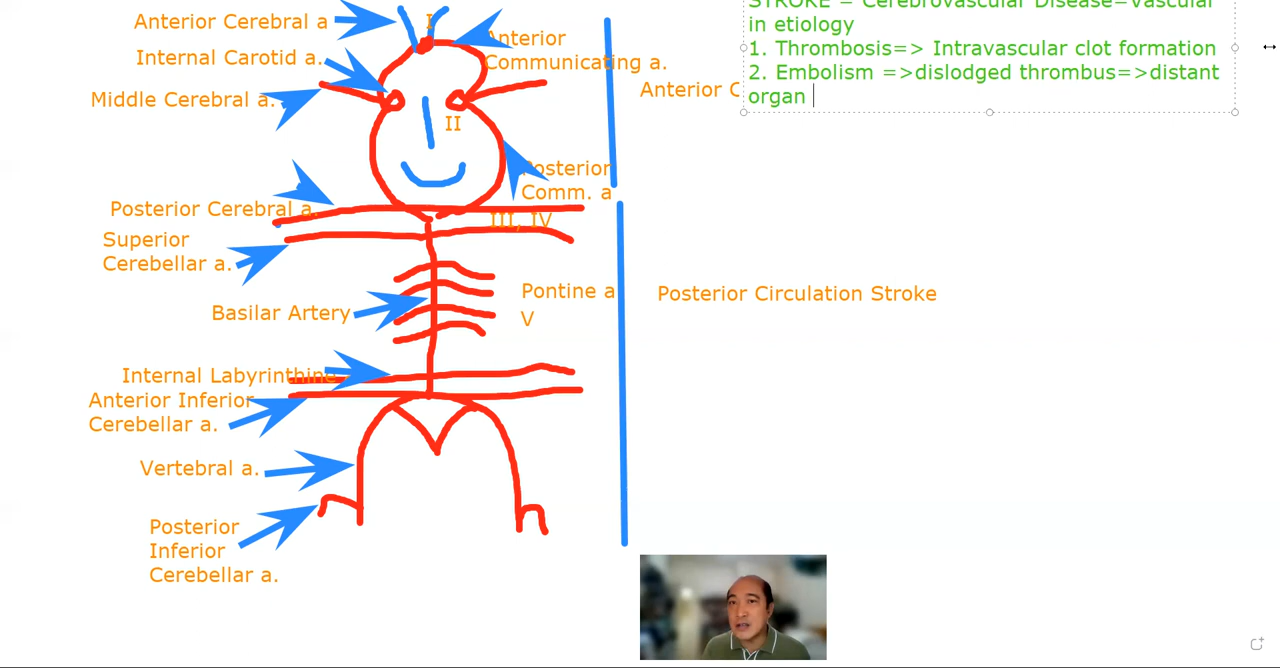 Anterior Cerebral a
I
Anterior
Communicating a.
Internal Carotid a.
Middle Cerebral a.
II
Posterior
Comm. a
Posterior Cerebral a.
III, IV
Superior
Cerebellar a.
Pontine a
V
Basilar Artery
Internal Labyrinthine
Anterior Inferior
Cerebellar a.
Vertebral a.
Posterior
Inferior
Cerebellar a.
Anterior C
Posterior Circulation Stroke
STROKE = Cerebrovascular Disease=Vascular
in etiology
1. Thrombosis=> Intravascular clot formation
2. Embolism =>dislodged thrombus=>distant
organ